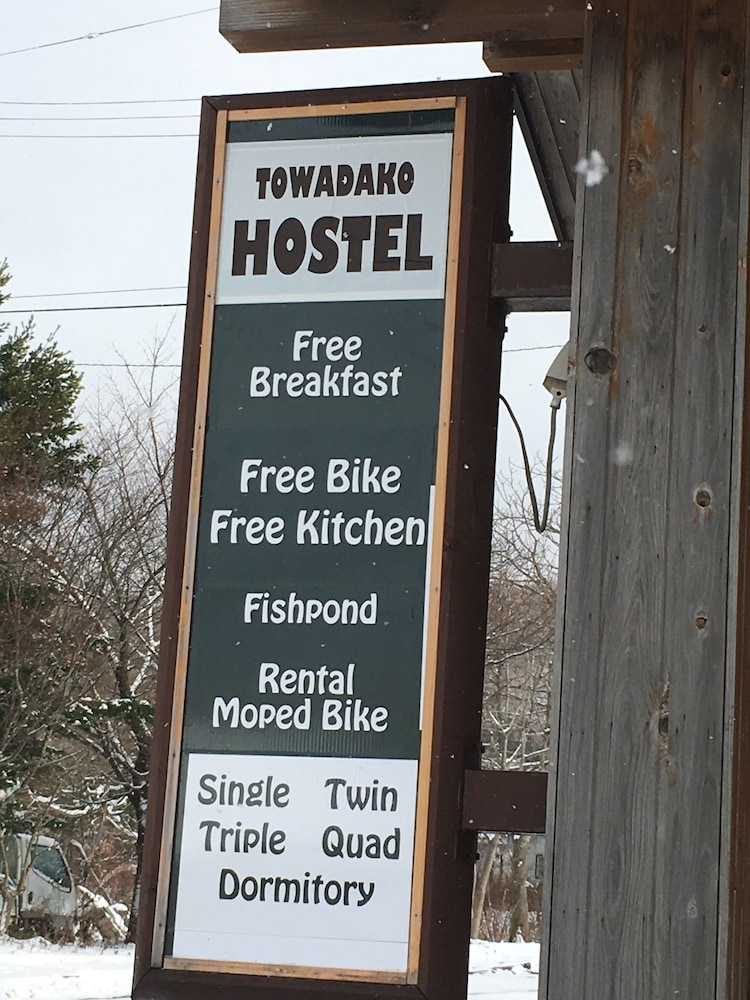 TOWADAKO
HOSTEL
Free
Breakfast
Free Bike
Free Kitchen
Fishpond
Rental
Moped Bike
Single Twin
Triple Quad
Dormitory